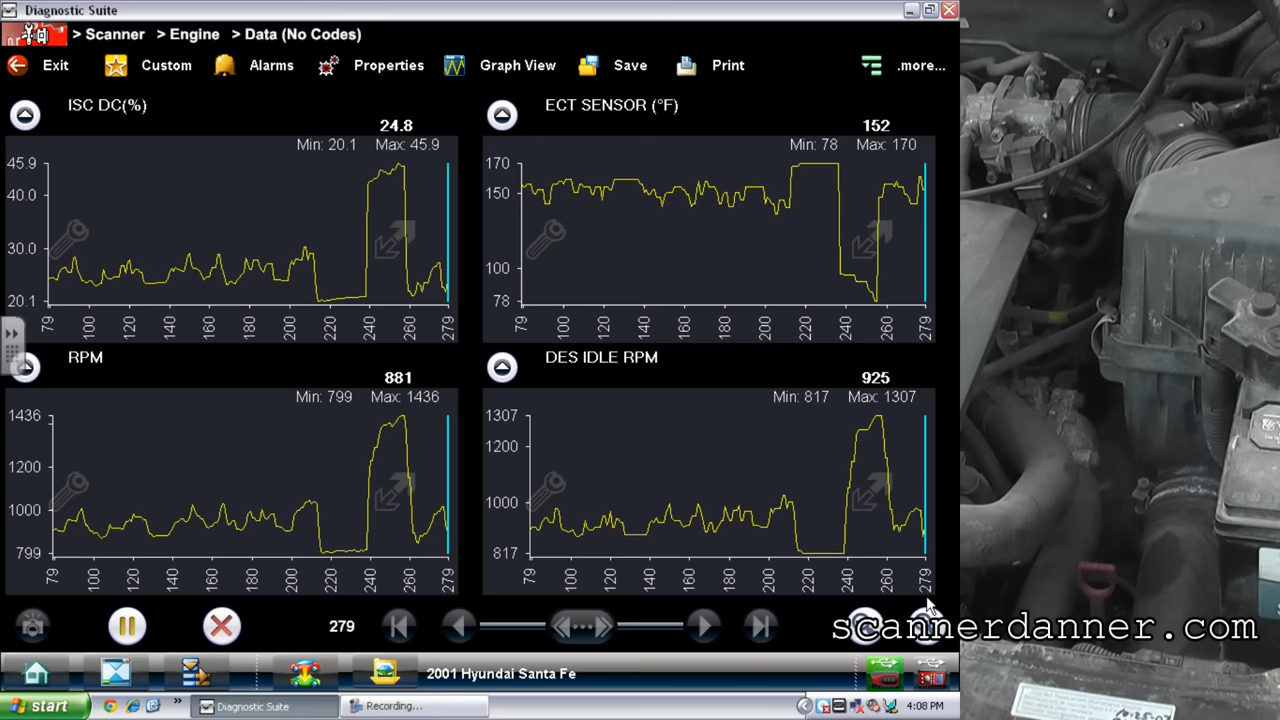 Diagnostic Suite
> Scanner > Engine > Data (No Codes)
Exit Custom Alarms Properties Graph View Save Print .more...
ISC DC(%)
24.8
Min: 20.1 Max: 45.9
45.9
40.0
30.0
20.1
79 100 120 140 160 180 200 220 240 260 279
ECT SENSOR (°F)
152
Min: 78 Max: 170
170
150
100
78
79 100 120 140 160 180 200 220 240 260 279
RPM
881
Min: 799 Max: 1436
1436
1200
1000
799
79 100 120 140 160 180 200 220 240 260 279
DES IDLE RPM
925
Min: 817 Max: 1307
1307
1200
1000
817
79 100 120 140 160 180 200 220 240 260 279
279
scannerdanner.com
2001 Hyundai Santa Fe
start Diagnostic Suite Recording... 4:08 PM